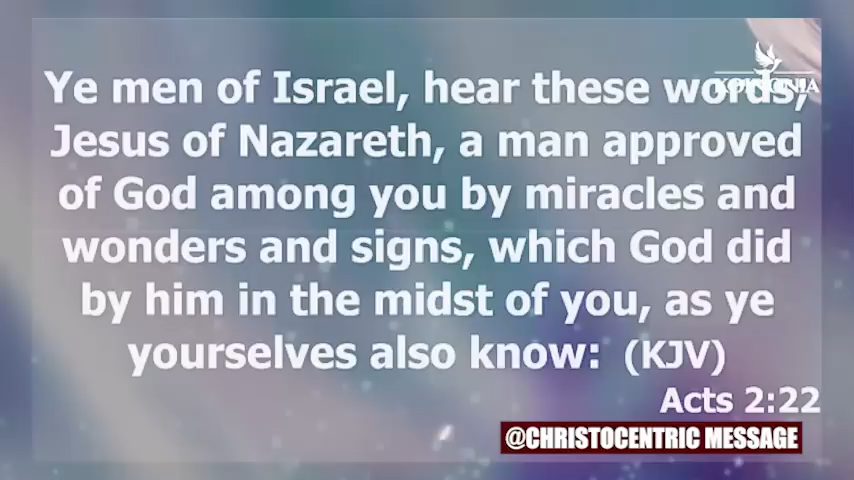 KOINONIA
Ye men of Israel, hear these words,
Jesus of Nazareth, a man approved
of God among you by miracles and
wonders and signs, which God did
by him in the midst of you, as ye
yourselves also know: (KJV)
Acts 2:22
@CHRISTOCENTRIC MESSAGE